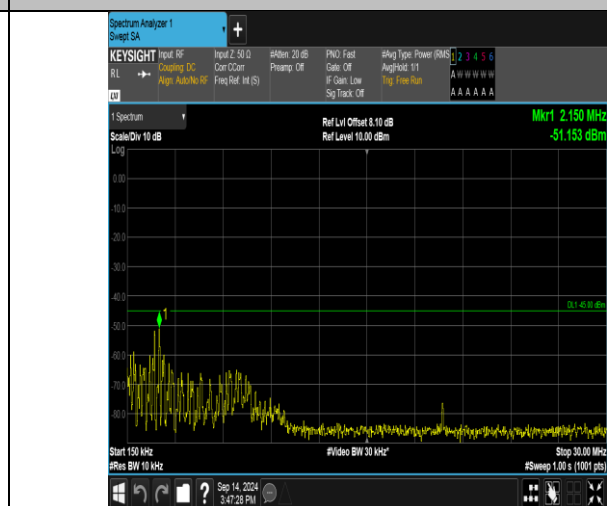 Spectrum Analyzer 1
Swept SA
+
KEYSIGHT
RL
Input: RF
Coupling: DC
Align: Auto/No RF
Input Z: 50 Ω
Corr CCorr
Freq Ref: Int (S)
#Atten: 20 dB
Preamp: Off
PNO: Fast
Gate: Off
IF Gain: Low
Sig Track: Off
#Avg Type: Power (RMS
Avg|Hold: 1/1
Trig: Free Run
1 2 3 4 5 6
A W W W W W
A A A A A A
1 Spectrum
Scale/Div 10 dB
Log
Ref Lvl Offset 8.10 dB
Ref Level 10.00 dBm
Mkr1 2.150 MHz
-51.153 dBm
0.00
-10.0
-20.0
-30.0
-40.0
DL1 -45.00 dBm
1
-50.0
-60.0
-70.0
-80.0
Start 150 kHz
#Res BW 10 kHz
#Video BW 30 kHz*
Stop 30.00 MHz
#Sweep 1.00 s (1001 pts)
?
Sep 14, 2024
3:47:28 PM